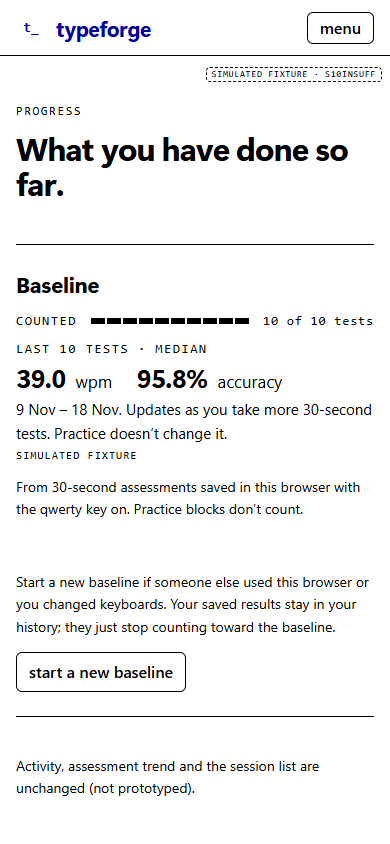 t_ typeforge menu
SIMULATED FIXTURE · S10INSUFF
PROGRESS
What you have done so
far.
Baseline
COUNTED 10 of 10 tests
LAST 10 TESTS · MEDIAN
39.0 wpm 95.8% accuracy
9 Nov – 18 Nov. Updates as you take more 30-second
tests. Practice doesn’t change it.
SIMULATED FIXTURE
From 30-second assessments saved in this browser with
the qwerty key on. Practice blocks don’t count.
Start a new baseline if someone else used this browser or
you changed keyboards. Your saved results stay in your
history; they just stop counting toward the baseline.
start a new baseline
Activity, assessment trend and the session list are
unchanged (not prototyped).